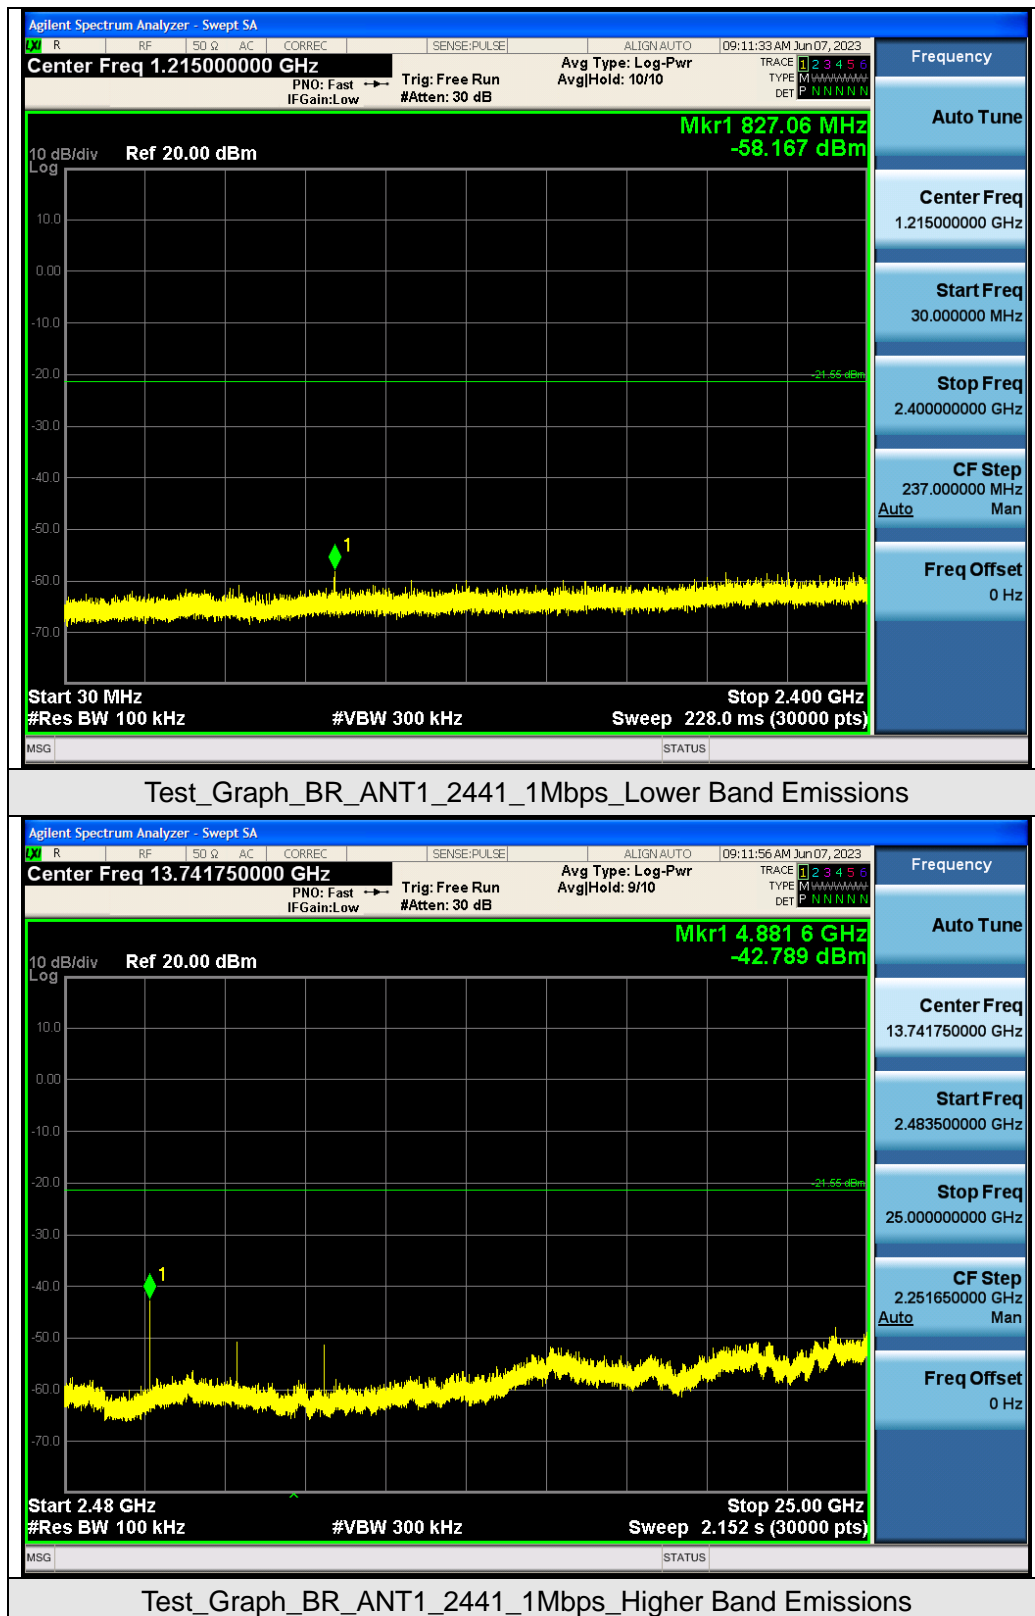 Agilent Spectrum Analyzer - Swept SA
LXI R RF 50 Ω AC CORREC SENSE:PULSE ALIGN AUTO 09:11:33 AM Jun 07, 2023
Center Freq 1.215000000 GHz
PNO: Fast
IFGain:Low
Trig: Free Run
#Atten: 30 dB
Avg Type: Log-Pwr
Avg|Hold: 10/10
TRACE 1 2 3 4 5 6
TYPE M WWWWW
DET P N N N N N
Mkr1 827.06 MHz
-58.167 dBm
10 dB/div Ref 20.00 dBm
Log
10.0
0.00
-10.0
-20.0
-21.55 dBm
-30.0
-40.0
-50.0
1
-60.0
-70.0
Start 30 MHz Stop 2.400 GHz
#Res BW 100 kHz #VBW 300 kHz Sweep 228.0 ms (30000 pts)
MSG STATUS
Frequency
Auto Tune
Center Freq
1.215000000 GHz
Start Freq
30.000000 MHz
Stop Freq
2.400000000 GHz
CF Step
237.000000 MHz
Auto Man
Freq Offset
0 Hz
Test_Graph_BR_ANT1_2441_1Mbps_Lower Band Emissions
Agilent Spectrum Analyzer - Swept SA
LXI R RF 50 Ω AC CORREC SENSE:PULSE ALIGN AUTO 09:11:56 AM Jun 07, 2023
Center Freq 13.741750000 GHz
PNO: Fast
IFGain:Low
Trig: Free Run
#Atten: 30 dB
Avg Type: Log-Pwr
Avg|Hold: 9/10
TRACE 1 2 3 4 5 6
TYPE M WWWWW
DET P N N N N N
Mkr1 4.881 6 GHz
-42.789 dBm
10 dB/div Ref 20.00 dBm
Log
10.0
0.00
-10.0
-20.0
-21.55 dBm
-30.0
1
-40.0
-50.0
-60.0
-70.0
Start 2.48 GHz Stop 25.00 GHz
#Res BW 100 kHz #VBW 300 kHz Sweep 2.152 s (30000 pts)
MSG STATUS
Frequency
Auto Tune
Center Freq
13.741750000 GHz
Start Freq
2.483500000 GHz
Stop Freq
25.000000000 GHz
CF Step
2.251650000 GHz
Auto Man
Freq Offset
0 Hz
Test_Graph_BR_ANT1_2441_1Mbps_Higher Band Emissions